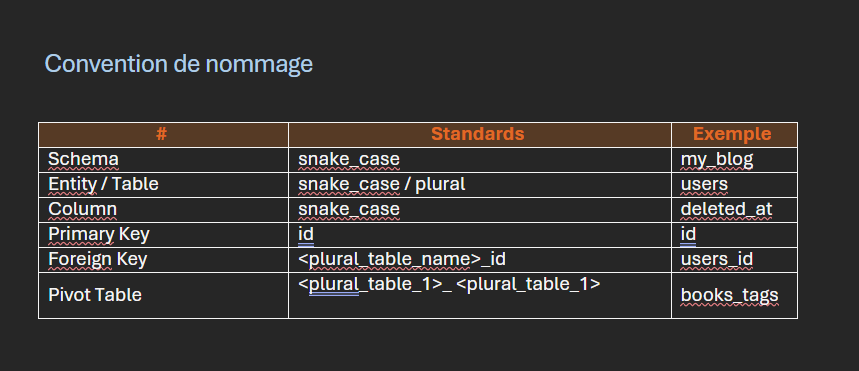 Convention de nommage
# Standards Exemple
Schema snake_case my_blog
Entity / Table snake_case / plural users
Column snake_case deleted_at
Primary Key id id
Foreign Key <plural_table_name>_id users_id
Pivot Table <plural_table_1>_ <plural_table_1> books_tags